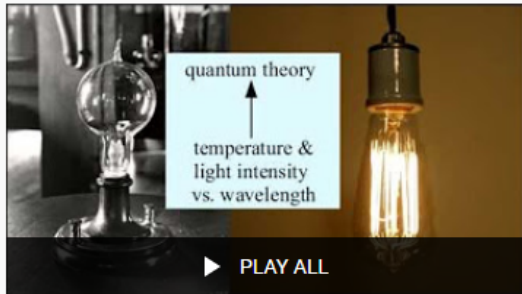 quantum theory
temperature &
light intensity
vs. wavelength
PLAY ALL